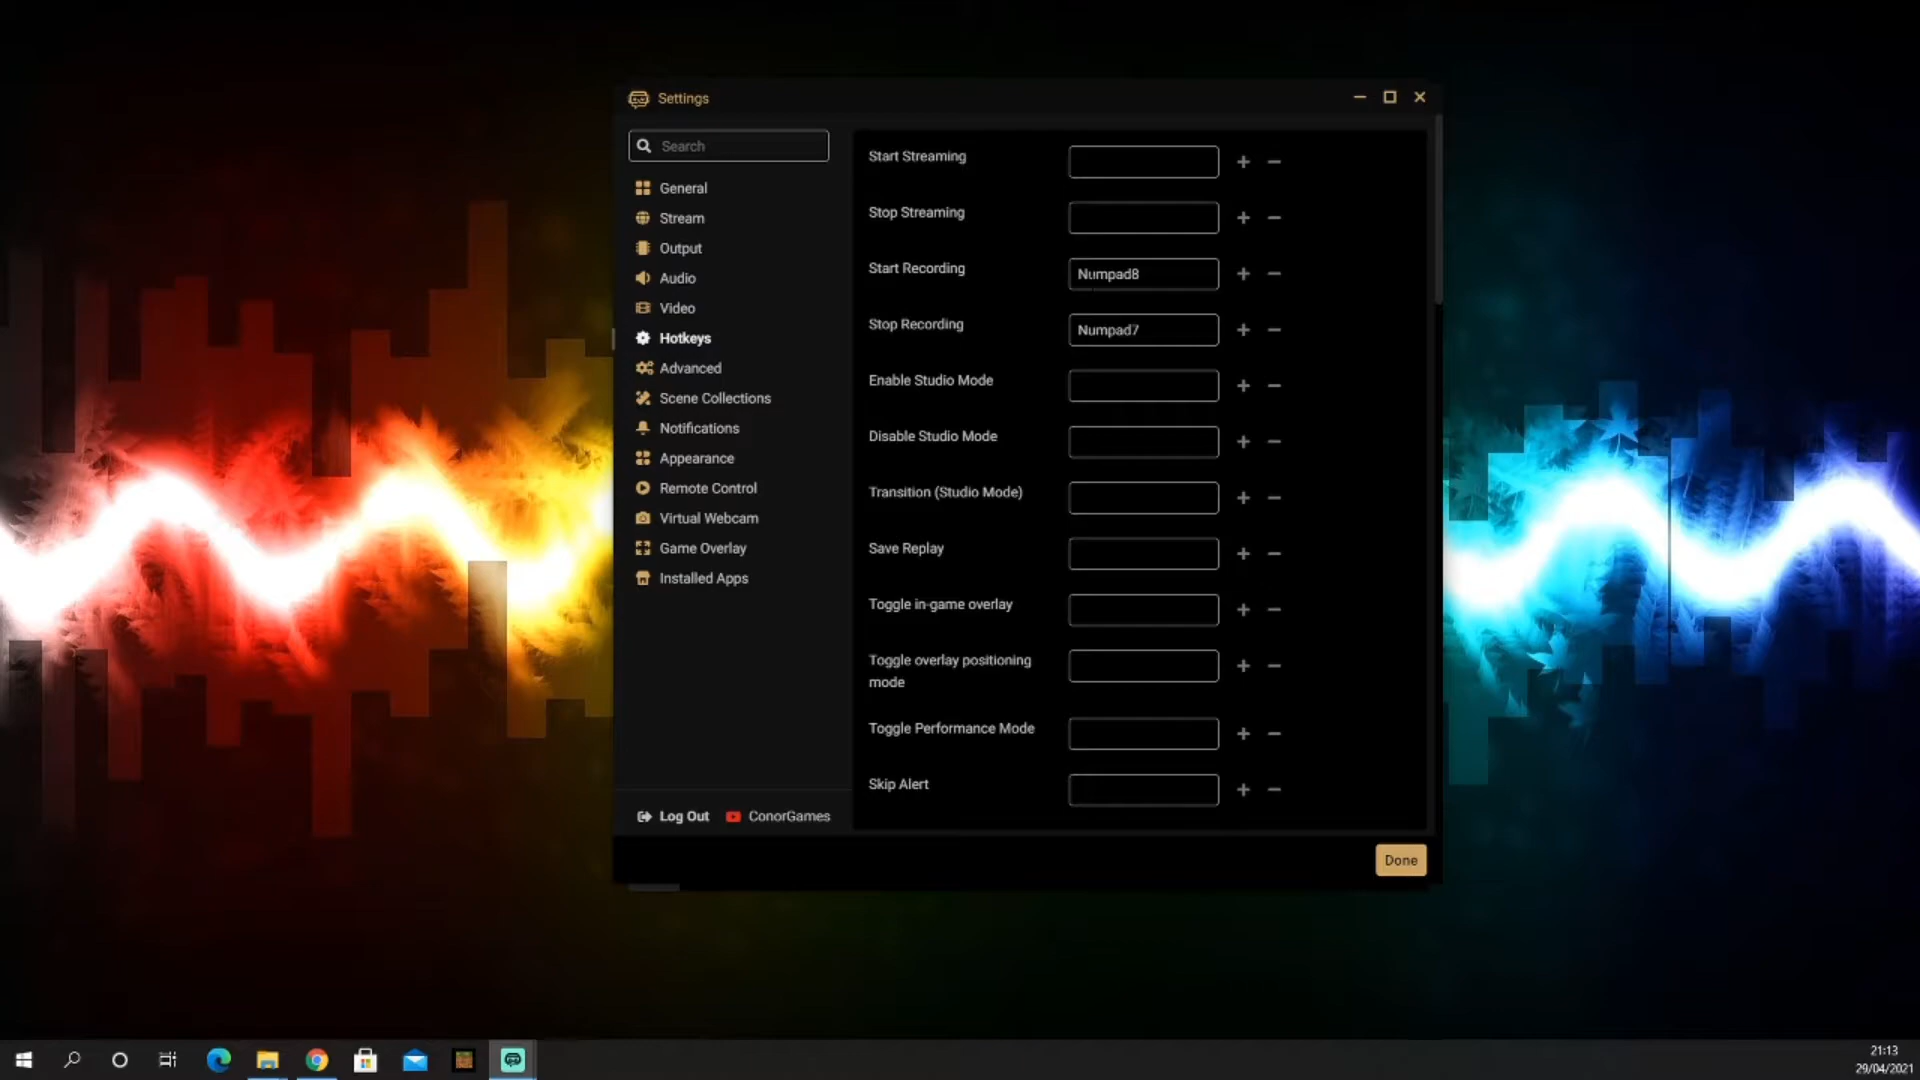 Settings
Search
General
Stream
Output
Audio
Video
Hotkeys
Advanced
Scene Collections
Notifications
Appearance
Remote Control
Virtual Webcam
Game Overlay
Installed Apps
Log Out
ConorGames
Start Streaming
Stop Streaming
Start Recording
Numpad8
Stop Recording
Numpad7
Enable Studio Mode
Disable Studio Mode
Transition (Studio Mode)
Save Replay
Toggle in-game overlay
Toggle overlay positioning
mode
Toggle Performance Mode
Skip Alert
Done
21:13
29/04/2021